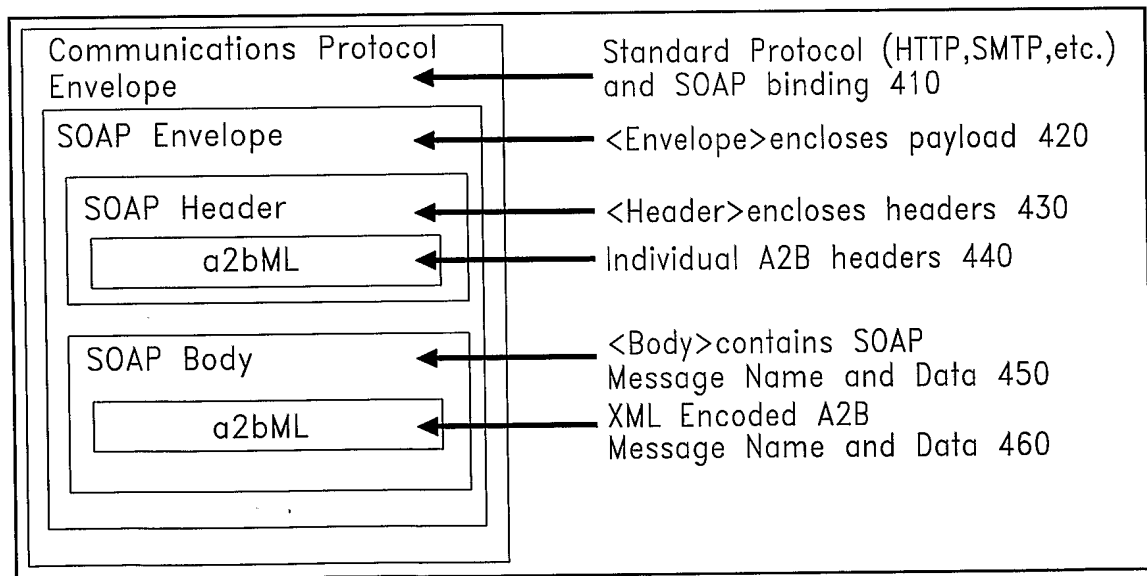 Communications Protocol
Envelope
Standard Protocol (HTTP,SMTP,etc.)
and SOAP binding 410
SOAP Envelope
<Envelope>encloses payload 420
SOAP Header
<Header>encloses headers 430
a2bML
Individual A2B headers 440
SOAP Body
<Body>contains SOAP
Message Name and Data 450
a2bML
XML Encoded A2B
Message Name and Data 460